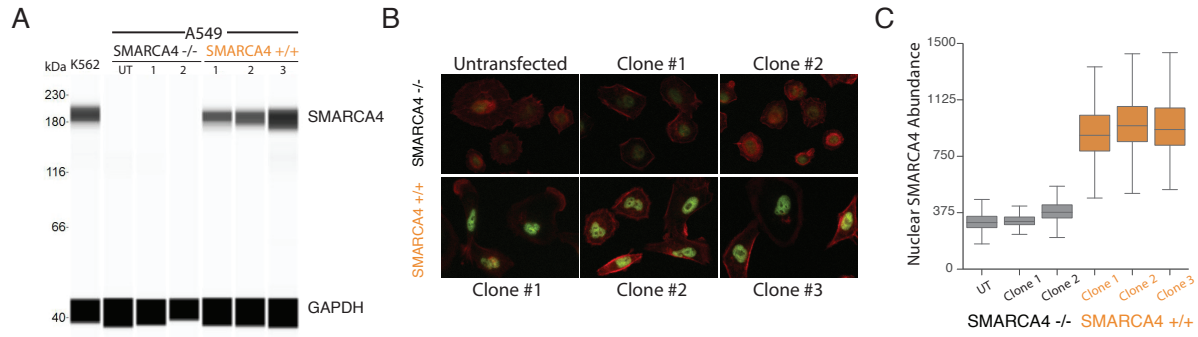 A
A549
SMARCA4 -/- SMARCA4 +/+
kDa K562 UT 1 2 1 2 3
230
180
116
66
40
SMARCA4
GAPDH
B
Untransfected Clone #1 Clone #2
SMARCA4 -/-
SMARCA4 +/+
Clone #1 Clone #2 Clone #3
C
Nuclear SMARCA4 Abundance
1500
1125
750
375
0
UT Clone 1 Clone 2 Clone 1 Clone 2 Clone 3
SMARCA4 -/- SMARCA4 +/+